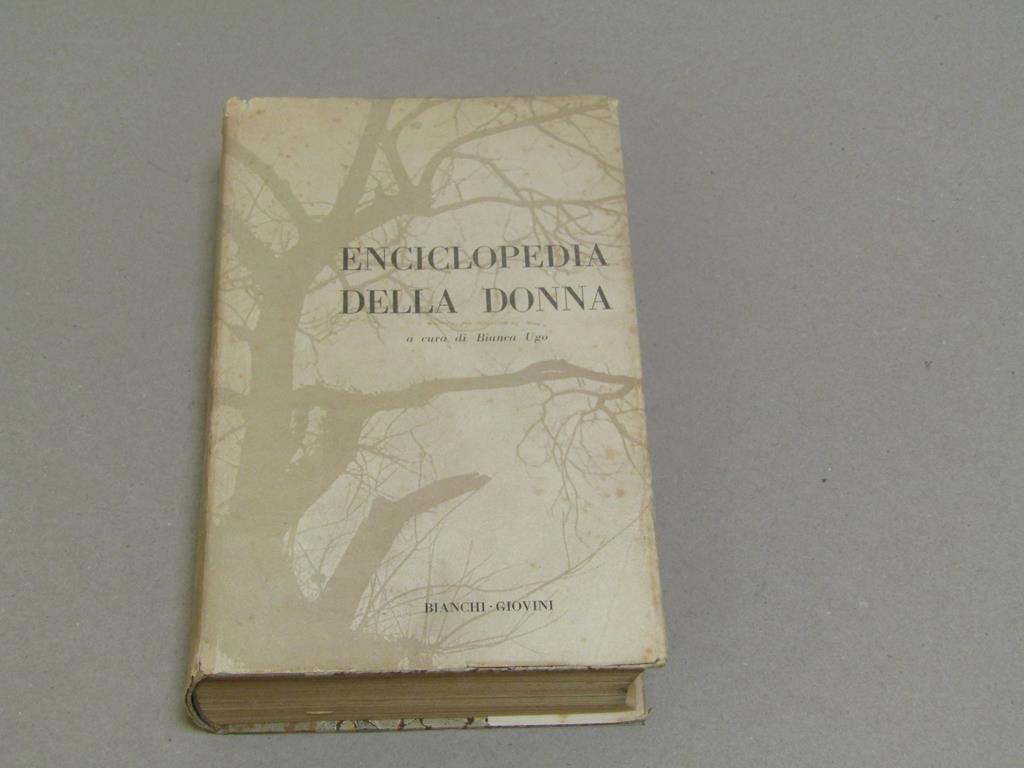 ENCICLOPEDIA
DELLA DONNA
a cura di Bianca Ugo
BIANCHI - GIOVINI